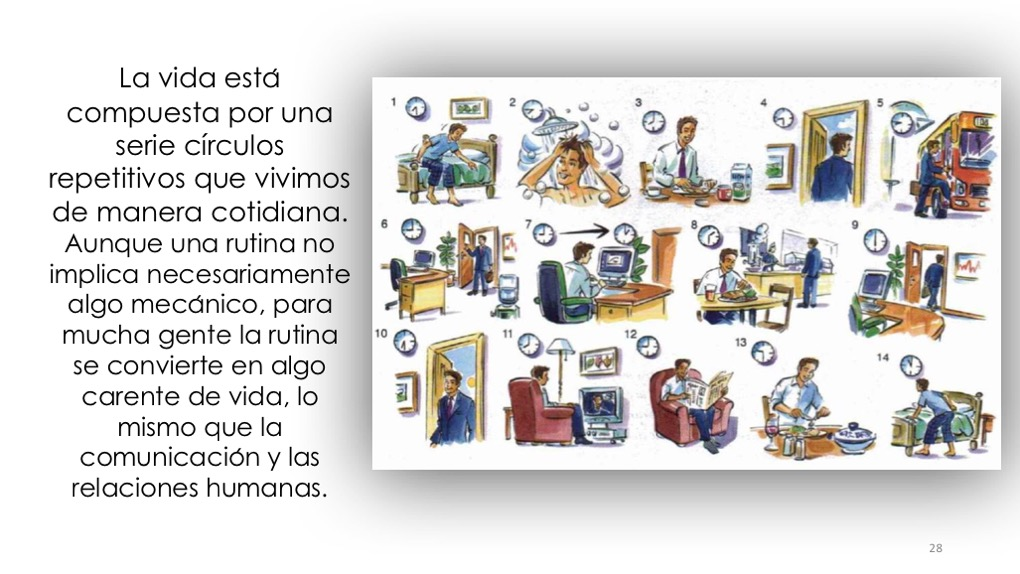 La vida está
compuesta por una
serie círculos
repetitivos que vivimos
de manera cotidiana.
Aunque una rutina no
implica necesariamente
algo mecánico, para
mucha gente la rutina
se convierte en algo
carente de vida, lo
mismo que la
comunicación y las
relaciones humanas.
1 2 3 4 5
6 7 8 9
10 11 12 13 14
28